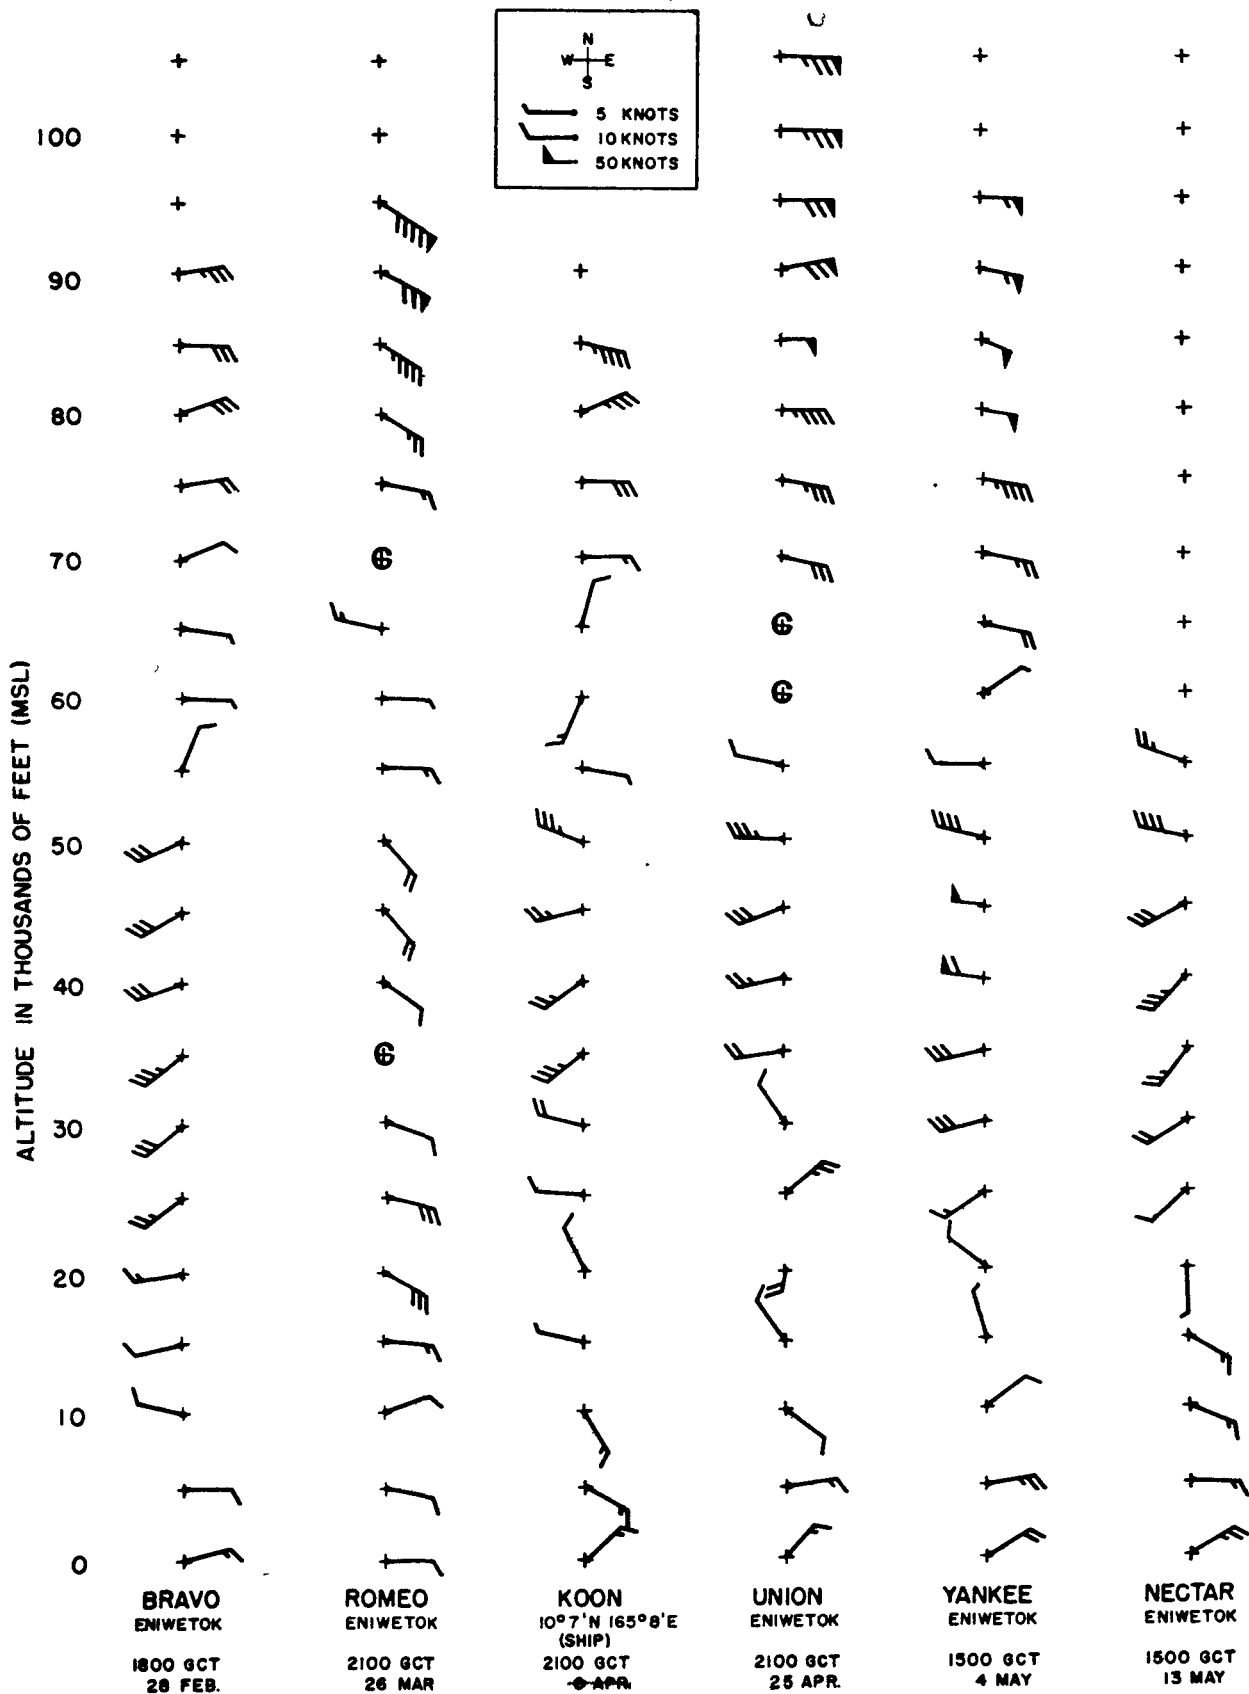 N
W E
S
5 KNOTS
10 KNOTS
50 KNOTS
ALTITUDE IN THOUSANDS OF FEET (MSL)
100
90
80
70
60
50
40
30
20
10
0
BRAVO
ENIWETOK
1800 GCT
28 FEB.
ROMEO
ENIWETOK
2100 GCT
26 MAR
KOON
10°7'N 165°8'E
(SHIP)
2100 GCT
APR.
UNION
ENIWETOK
2100 GCT
25 APR.
YANKEE
ENIWETOK
1500 GCT
4 MAY
NECTAR
ENIWETOK
1500 GCT
13 MAY